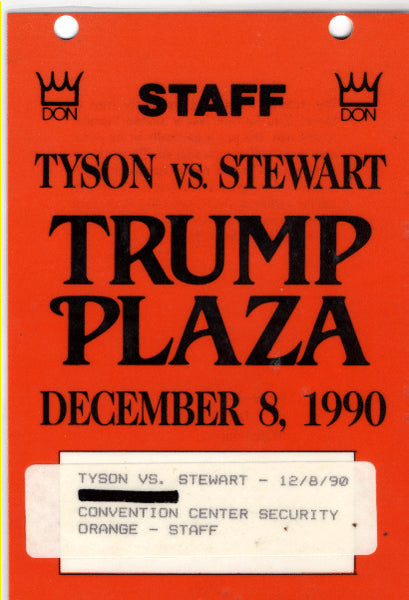 STAFF
DON
DON
TYSON VS. STEWART
TRUMP
PLAZA
DECEMBER 8, 1990
TYSON VS. STEWART - 12/8/90
CONVENTION CENTER SECURITY
ORANGE - STAFF